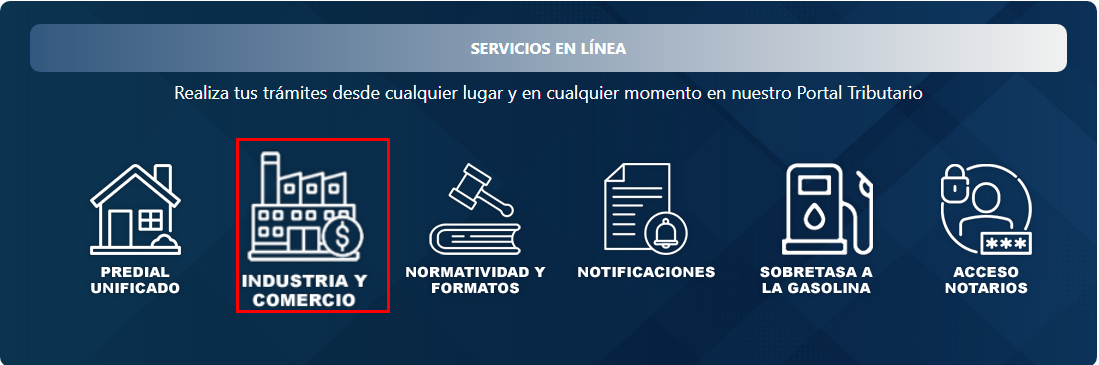 SERVICIOS EN LÍNEA
Realiza tus trámites desde cualquier lugar y en cualquier momento en nuestro Portal Tributario
PREDIAL
UNIFICADO
INDUSTRIA Y
COMERCIO
NORMATIVIDAD Y
FORMATOS
NOTIFICACIONES
SOBRETASA A
LA GASOLINA
ACCESO
NOTARIOS